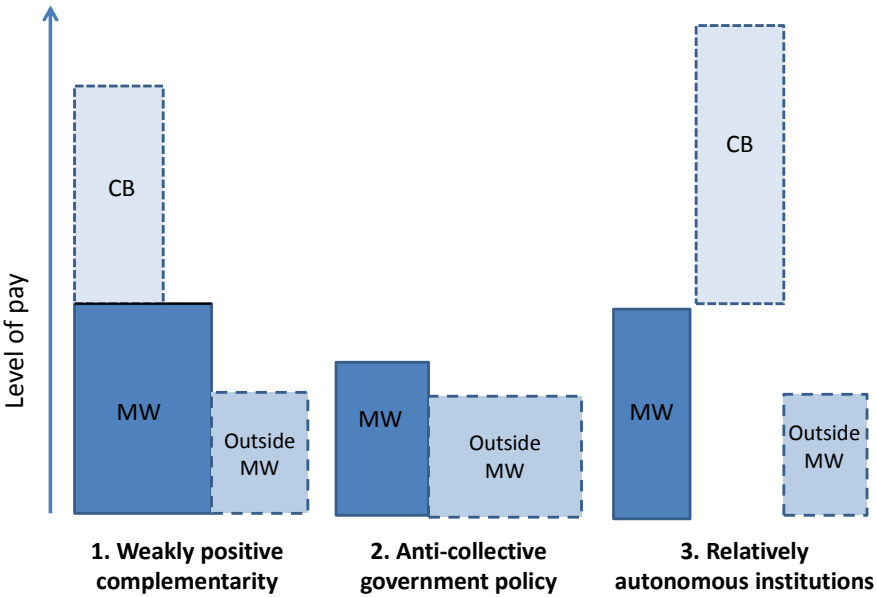 Level of pay
CB
MW
Outside
MW
1. Weakly positive
complementarity
MW
Outside
MW
2. Anti-collective
government policy
CB
MW
Outside
MW
3. Relatively
autonomous institutions